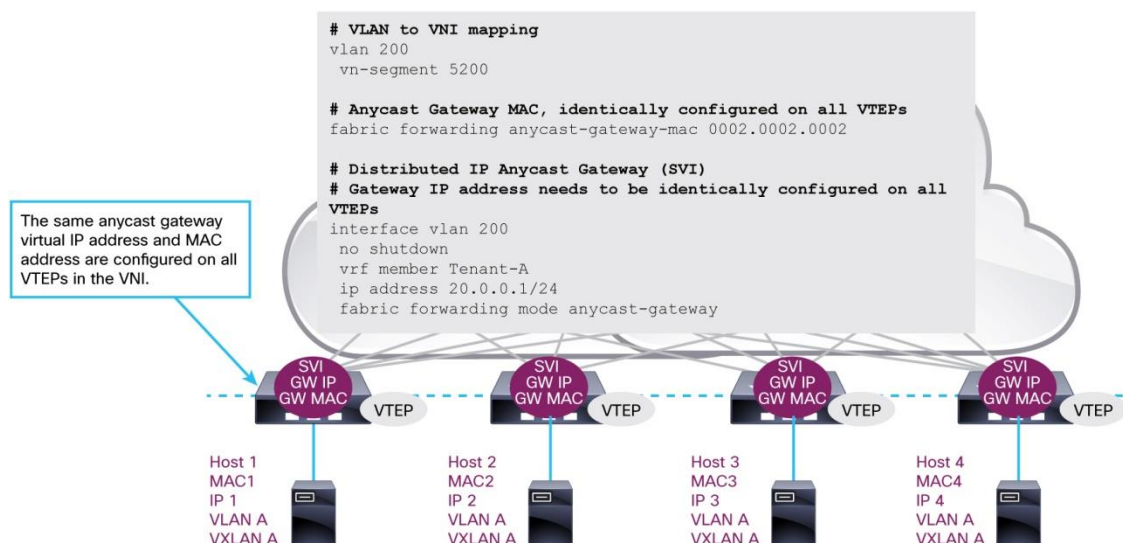 # VLAN to VNI mapping
vlan 200
vn-segment 5200
# Anycast Gateway MAC, identically configured on all VTEPs
fabric forwarding anycast-gateway-mac 0002.0002.0002
# Distributed IP Anycast Gateway (SVI)
# Gateway IP address needs to be identically configured on all
VTEPs
interface vlan 200
no shutdown
vrf member Tenant-A
ip address 20.0.0.1/24
fabric forwarding mode anycast-gateway
The same anycast gateway
virtual IP address and MAC
address are configured on all
VTEPs in the VNI.
SVI
GW IP
GW MAC
VTEP
SVI
GW IP
GW MAC
VTEP
SVI
GW IP
GW MAC
VTEP
SVI
GW IP
GW MAC
VTEP
Host 1
MAC1
IP 1
VLAN A
VXLAN A
Host 2
MAC2
IP 2
VLAN A
VXLAN A
Host 3
MAC3
IP 3
VLAN A
VXLAN A
Host 4
MAC4
IP 4
VLAN A
VXLAN A